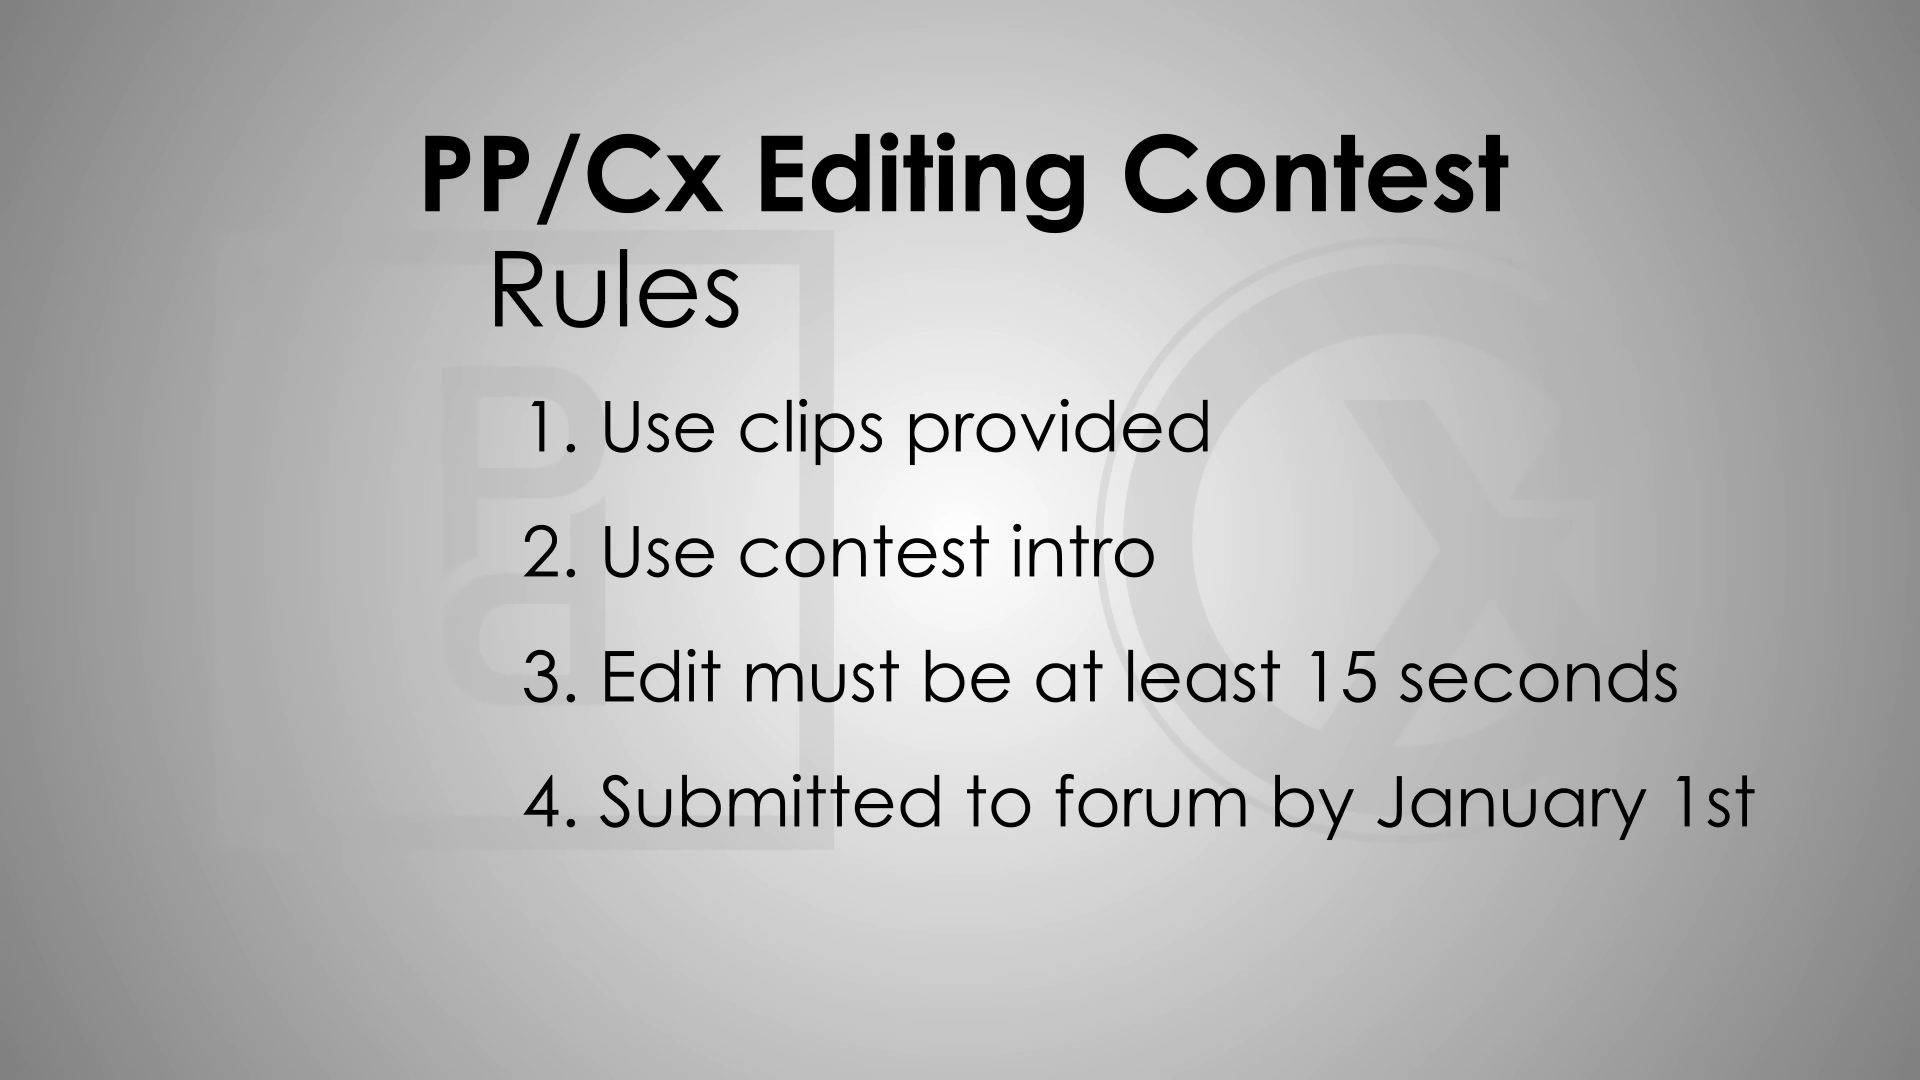 PP/Cx Editing Contest
Rules
1. Use clips provided
2. Use contest intro
3. Edit must be at least 15 seconds
4. Submitted to forum by January 1st